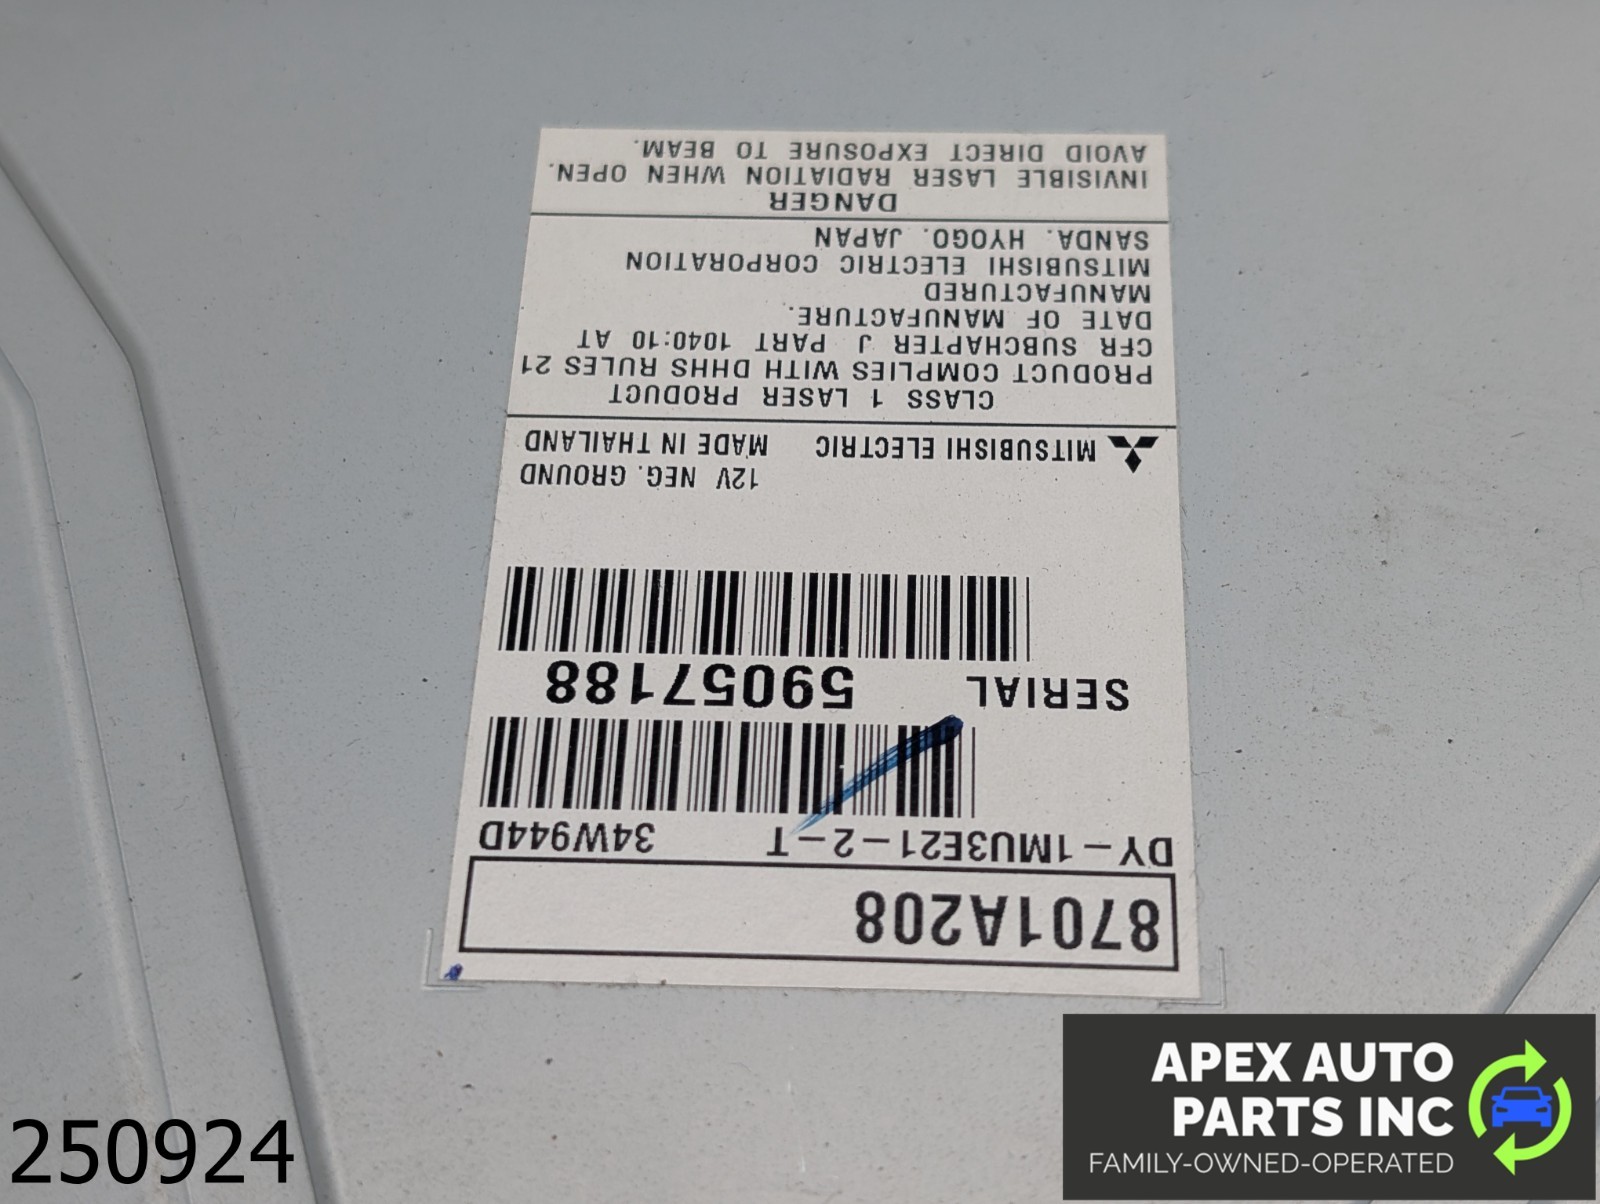 8701A208
DY-1MU3E21-2-T 34W944D
SERIAL 59057188
12V NEG. GROUND
MITSUBISHI ELECTRIC MADE IN THAILAND
CLASS 1 LASER PRODUCT
PRODUCT COMPLIES WITH DHHS RULES 21
CFR SUBCHAPTER J PART 1040:10 AT
DATE OF MANUFACTURE.
MANUFACTURED
MITSUBISHI ELECTRIC CORPORATION
SANDA. HYOGO. JAPAN
DANGER
INVISIBLE LASER RADIATION WHEN OPEN.
AVOID DIRECT EXPOSURE TO BEAM.
250924
APEX AUTO
PARTS INC
FAMILY-OWNED-OPERATED